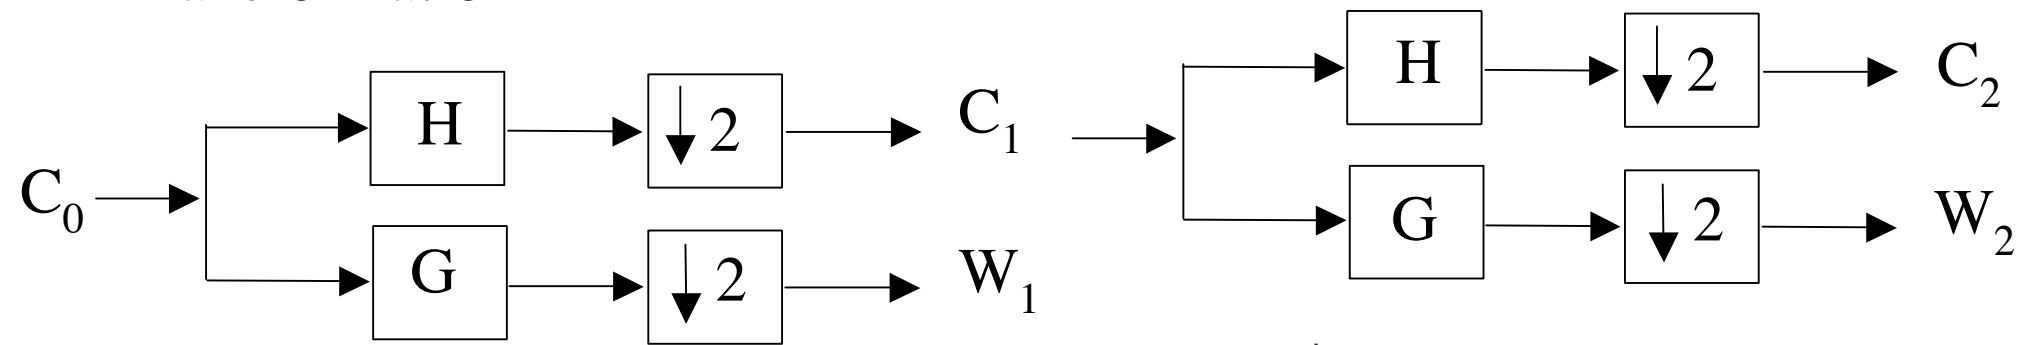 H ↓ 2 C₂
H ↓ 2 C₁
C₀
G ↓ 2 W₂
G ↓ 2 W₁